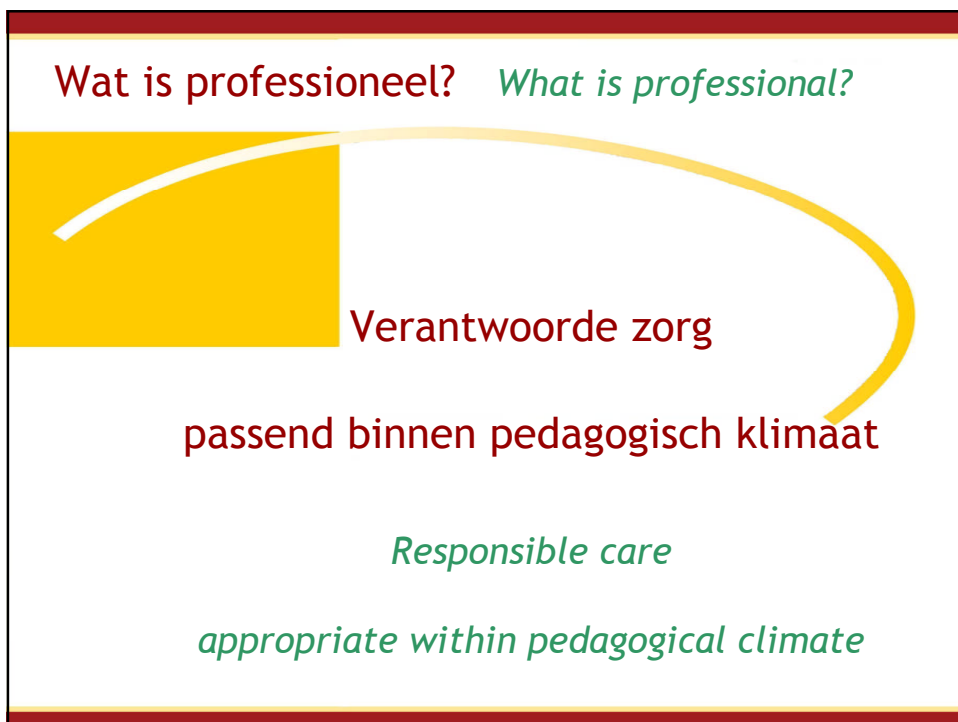 Wat is professioneel? What is professional?
Verantwoorde zorg
passend binnen pedagogisch klimaat
Responsible care
appropriate within pedagogical climate